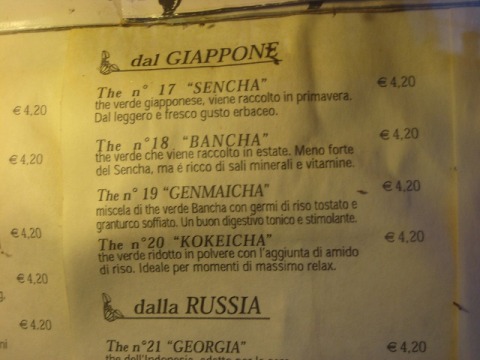 dal GIAPPONE
The n° 17 "SENCHA" € 4,20
the verde giapponese, viene raccolto in primavera.
Dal leggero e fresco gusto erbaceo.
The n°18 "BANCHA" € 4,20
the verde che viene raccolto in estate. Meno forte
del Sencha, ma è ricco di sali minerali e vitamine.
The n° 19 "GENMAICHA" € 4,20
miscela di the verde Bancha con germi di riso tostato e
granturco soffiato. Un buon digestivo tonico e stimolante.
The n°20 "KOKEICHA" € 4,20
the verde ridotto in polvere con l'aggiunta di amido
di riso. Ideale per momenti di massimo relax.
dalla RUSSIA
The n°21 "GEORGIA" € 4,20
€ 4,20
€ 4,20
€ 4,20
€ 4,20
€ 4.20